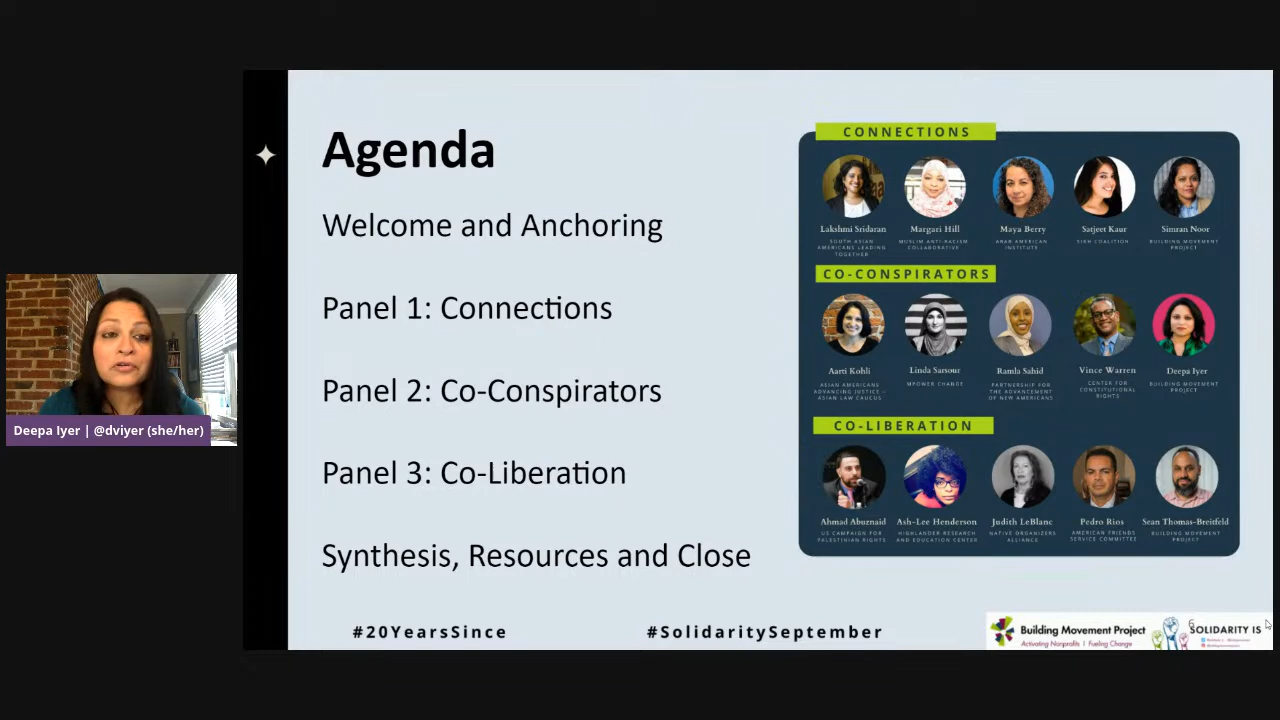 Agenda
Welcome and Anchoring
Panel 1: Connections
Panel 2: Co-Conspirators
Panel 3: Co-Liberation
Synthesis, Resources and Close
#20YearsSince
#SolidaritySeptember
CONNECTIONS
Lakshmi Sridaran
SOUTH ASIAN
AMERICANS LEADING
TOGETHER
Margari Hill
MUSLIM ANTI-RACISM
COLLABORATIVE
Maya Berry
ARAB AMERICAN
INSTITUTE
Satjeet Kaur
SIKH COALITION
Simran Noor
BUILDING MOVEMENT
PROJECT
CO-CONSPIRATORS
Aarti Kohli
ASIAN AMERICANS
ADVANCING JUSTICE -
ASIAN LAW CAUCUS
Linda Sarsour
MPOWER CHANGE
Ramla Sahid
PARTNERSHIP FOR
THE ADVANCEMENT
OF NEW AMERICANS
Vince Warren
CENTER FOR
CONSTITUTIONAL
RIGHTS
Deepa Iyer
BUILDING MOVEMENT
PROJECT
CO-LIBERATION
Ahmad Abuznaid
US CAMPAIGN FOR
PALESTINIAN RIGHTS
Ash-Lee Henderson
HIGHLANDER RESEARCH
AND EDUCATION CENTER
Judith LeBlanc
NATIVE ORGANIZERS
ALLIANCE
Pedro Rios
AMERICAN FRIENDS
SERVICE COMMITTEE
Sean Thomas-Breitfeld
BUILDING MOVEMENT
PROJECT
Building Movement Project
Activating Nonprofits | Fueling Change
6
SOLIDARITY IS
Deepa Iyer | @dviyer (she/her)